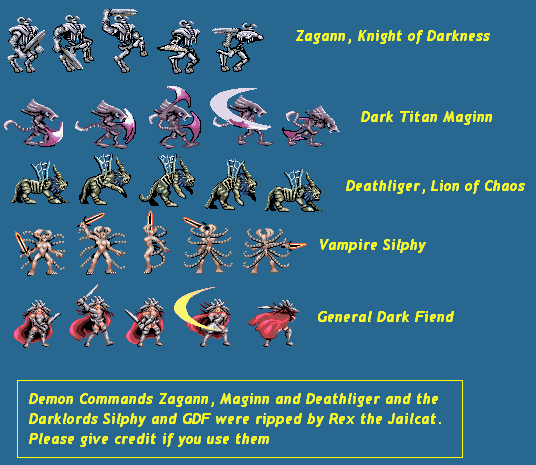 Zagann, Knight of Darkness
Dark Titan Maginn
Deathliger, Lion of Chaos
Vampire Silphy
General Dark Fiend
Demon Commands Zagann, Maginn and Deathliger and the
Darklords Silphy and GDF were ripped by Rex the Jailcat.
Please give credit if you use them